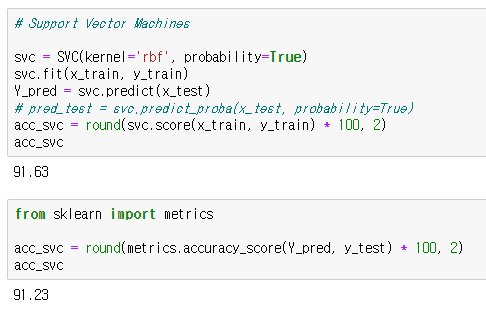 # Support Vector Machines
svc = SVC(kernel='rbf', probability=True)
svc.fit(x_train, y_train)
Y_pred = svc.predict(x_test)
# pred_test = svc.predict_proba(x_test, probability=True)
acc_svc = round(svc.score(x_train, y_train) * 100, 2)
acc_svc
91.63
from sklearn import metrics
acc_svc = round(metrics.accuracy_score(Y_pred, y_test) * 100, 2)
acc_svc
91.23